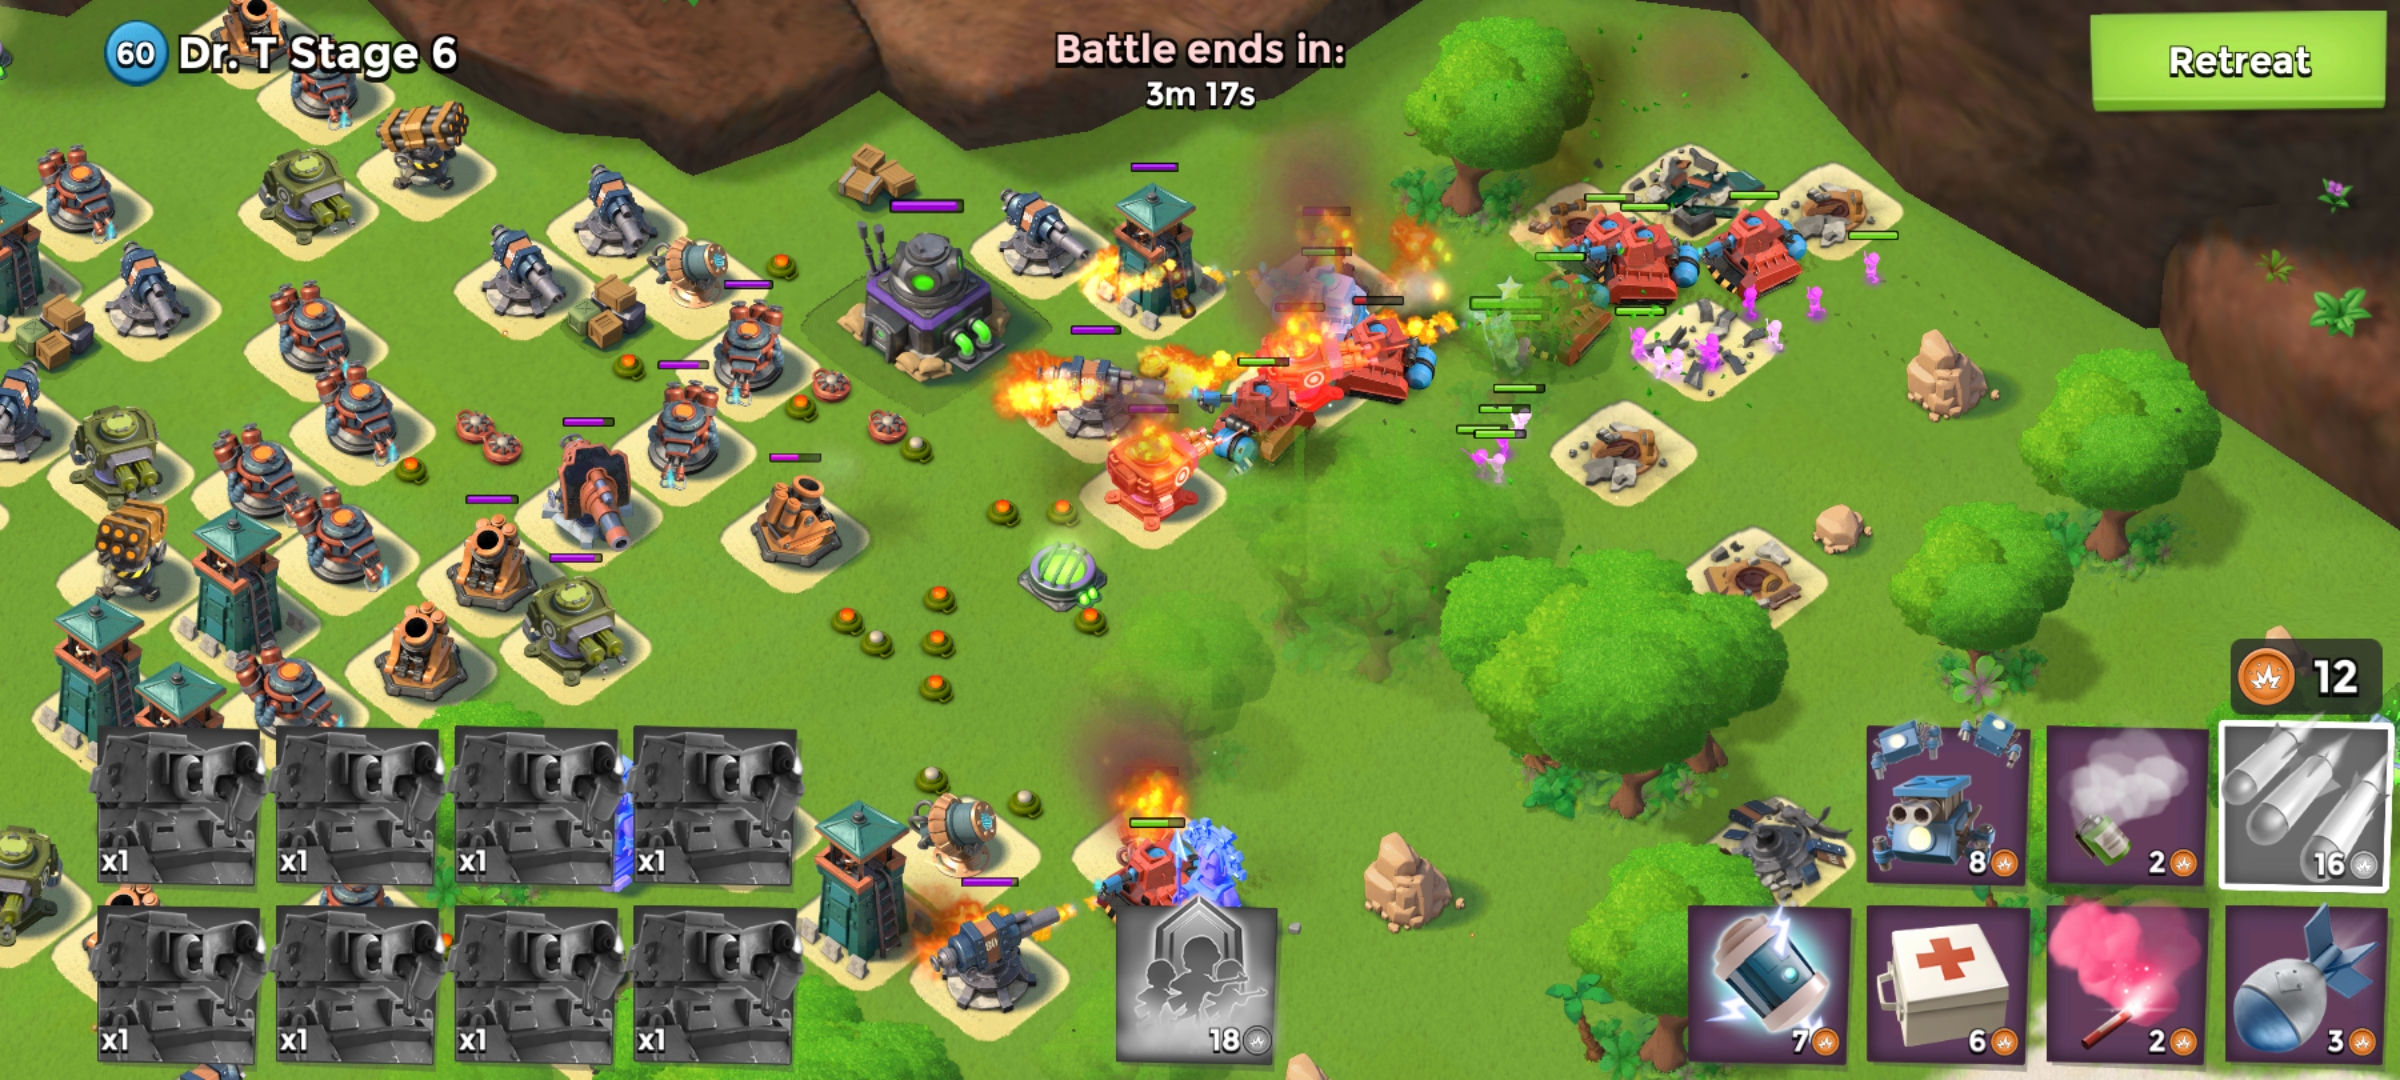 60 Dr. T Stage 6
Battle ends in:
3m 17s
Retreat
12
x1 x1 x1 x1
8 2 16
x1 x1 x1 x1
18
7 6 2 3